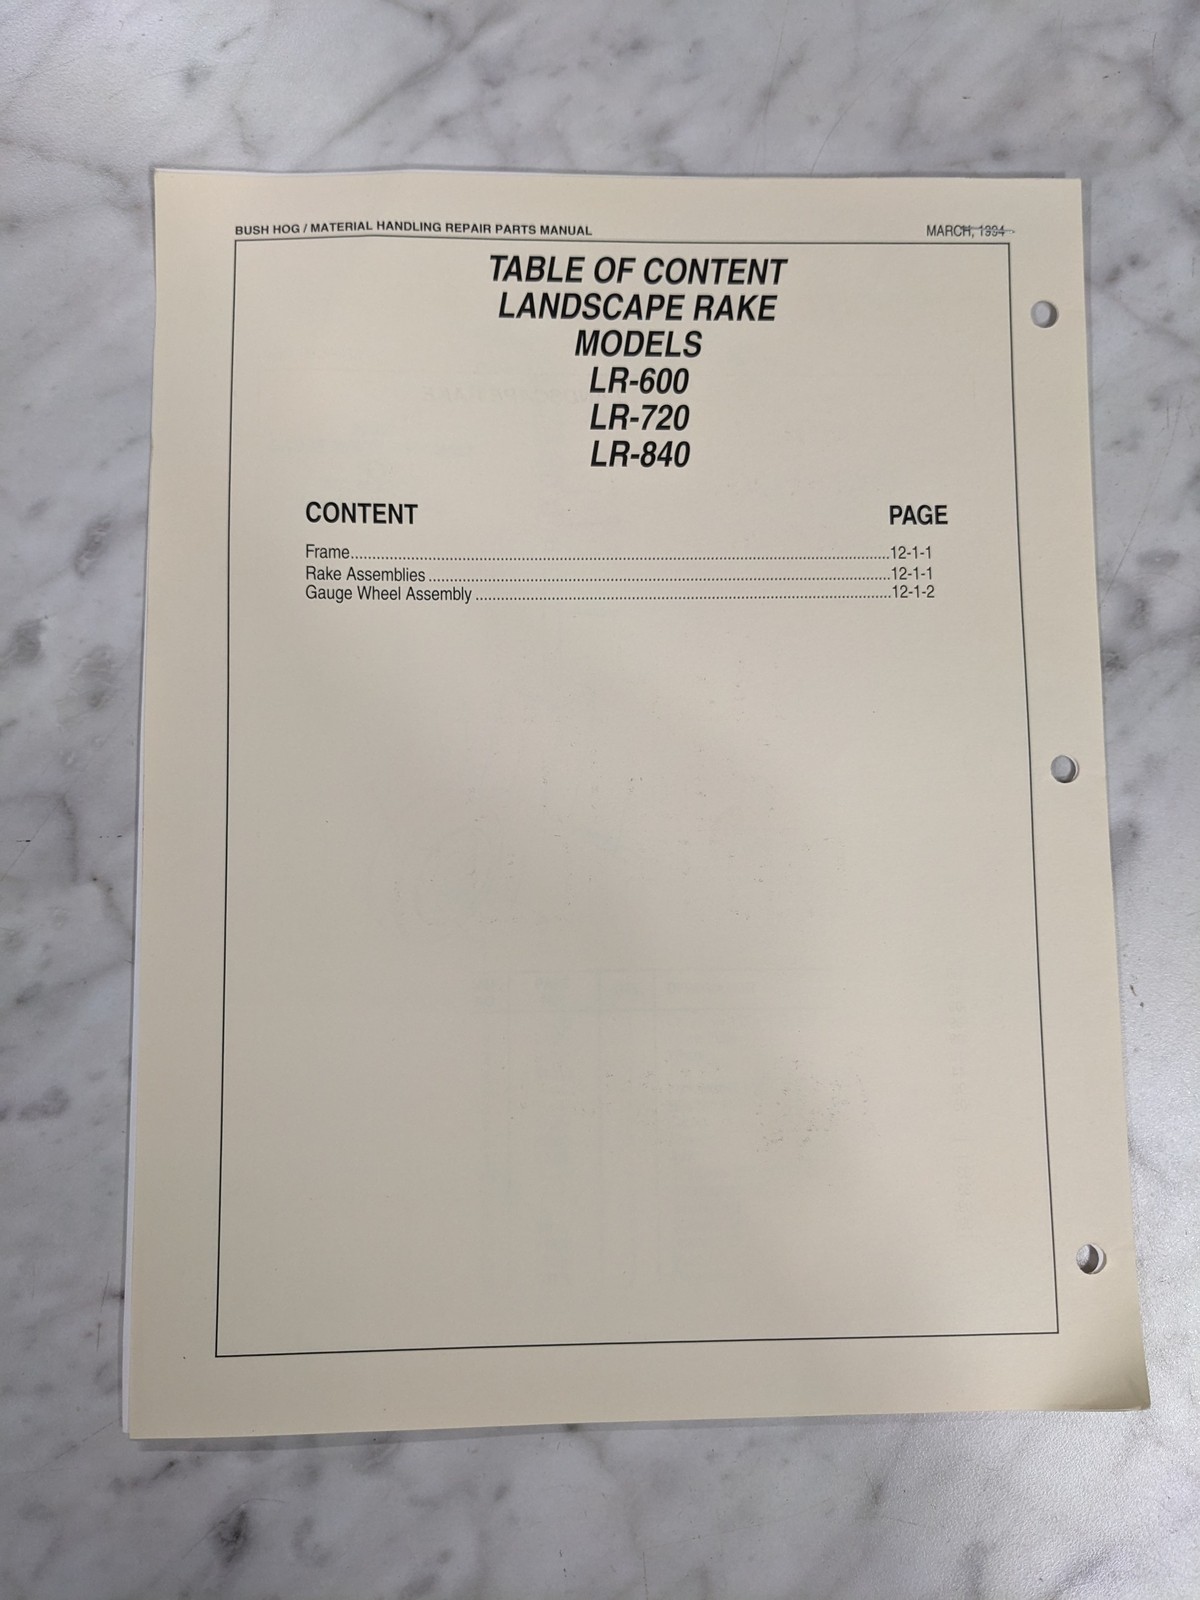 BUSH HOG / MATERIAL HANDLING REPAIR PARTS MANUAL MARCH, 1994
TABLE OF CONTENT
LANDSCAPE RAKE
MODELS
LR-600
LR-720
LR-840
CONTENT PAGE
Frame 12-1-1
Rake Assemblies 12-1-1
Gauge Wheel Assembly 12-1-2